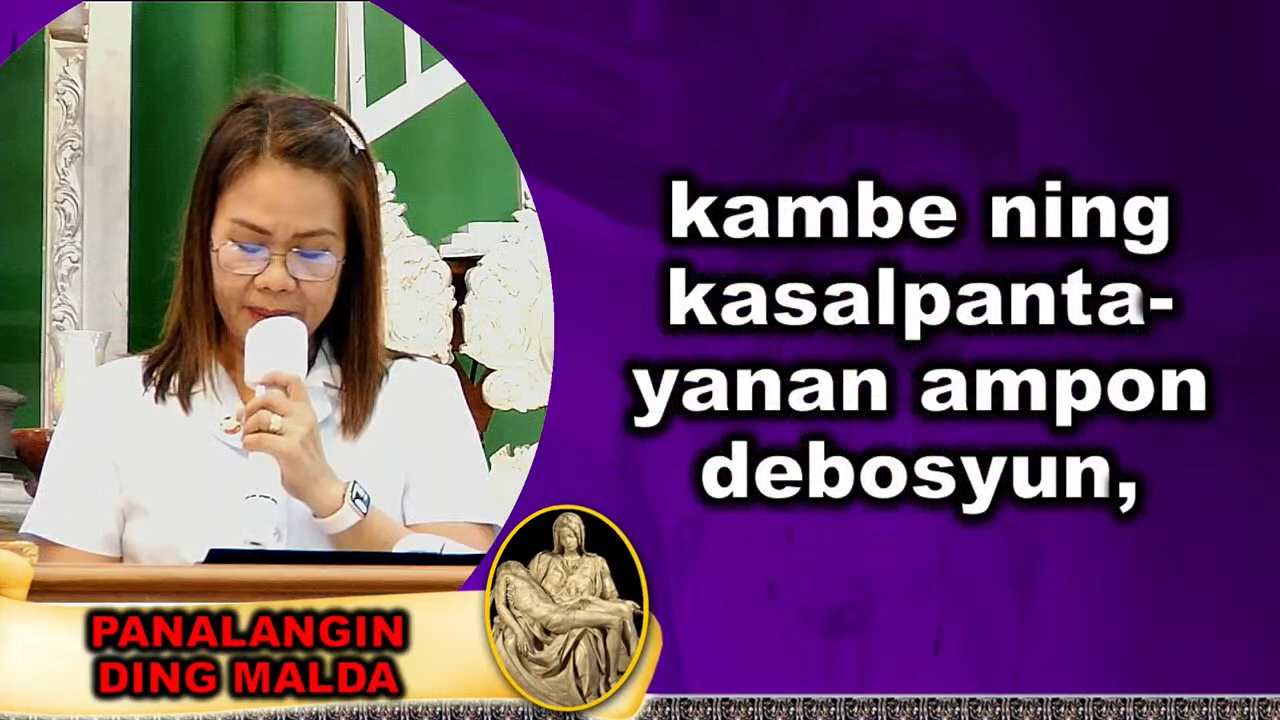 kambe ning
kasalpanta-
yanan ampon
debosyun,
PANALANGIN
DING MALDA